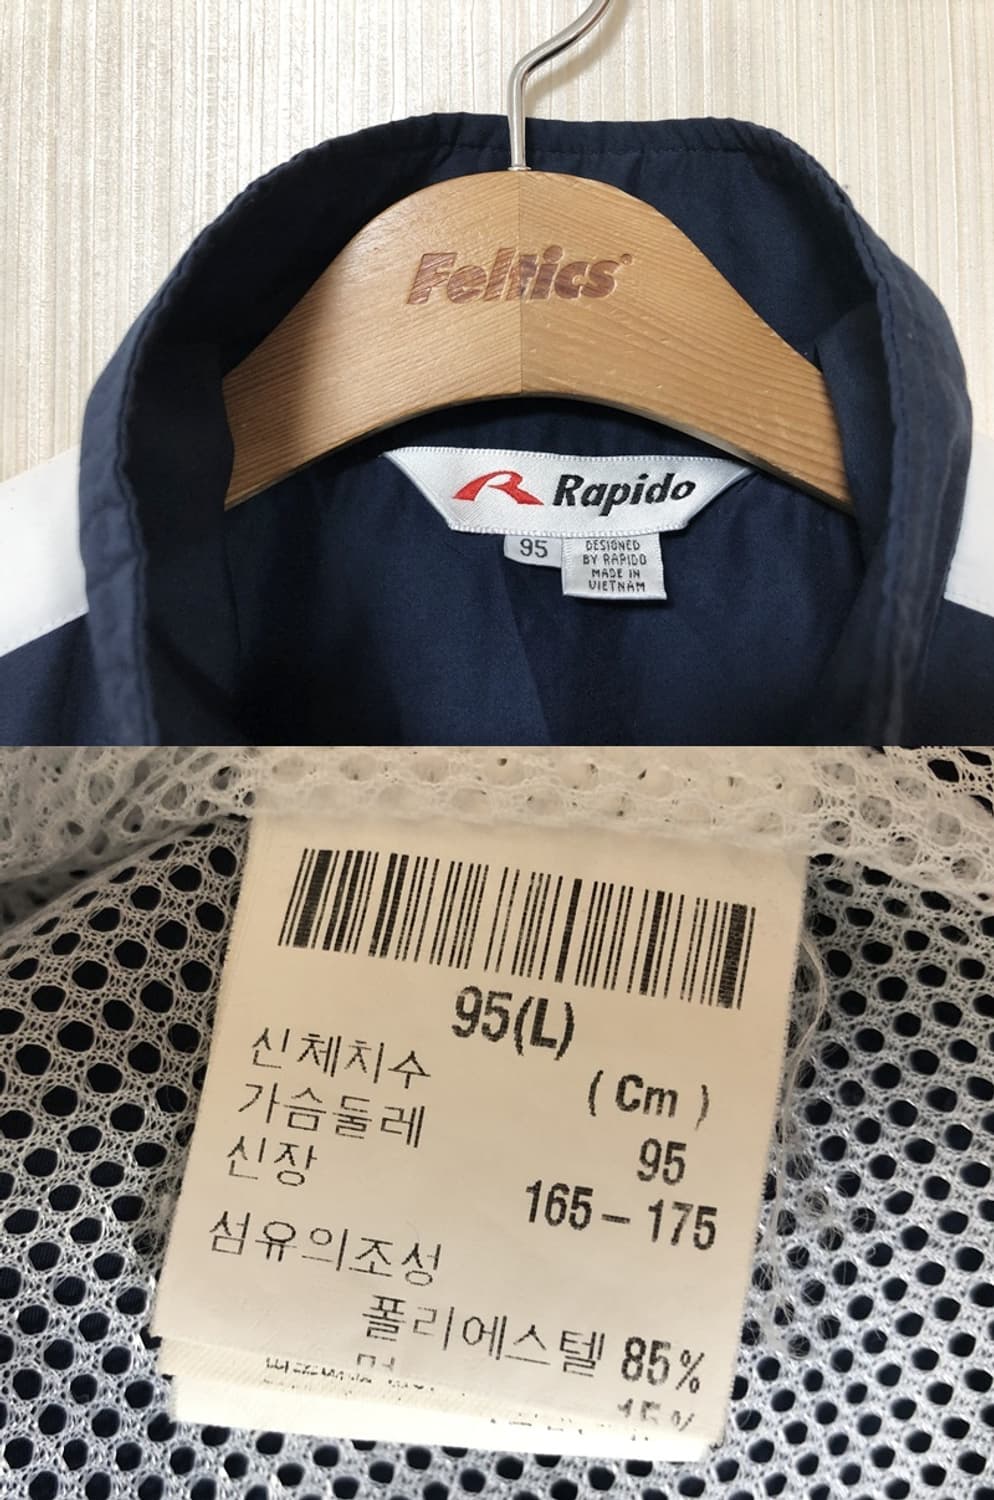 Feltics
Rapido
95
DESIGNED
BY RAPIDO
MADE IN
VIETNAM
95(L)
신체치수 ( Cm )
가슴둘레 95
신장 165 – 175
섬유의조성
폴리에스텔 85%
15%